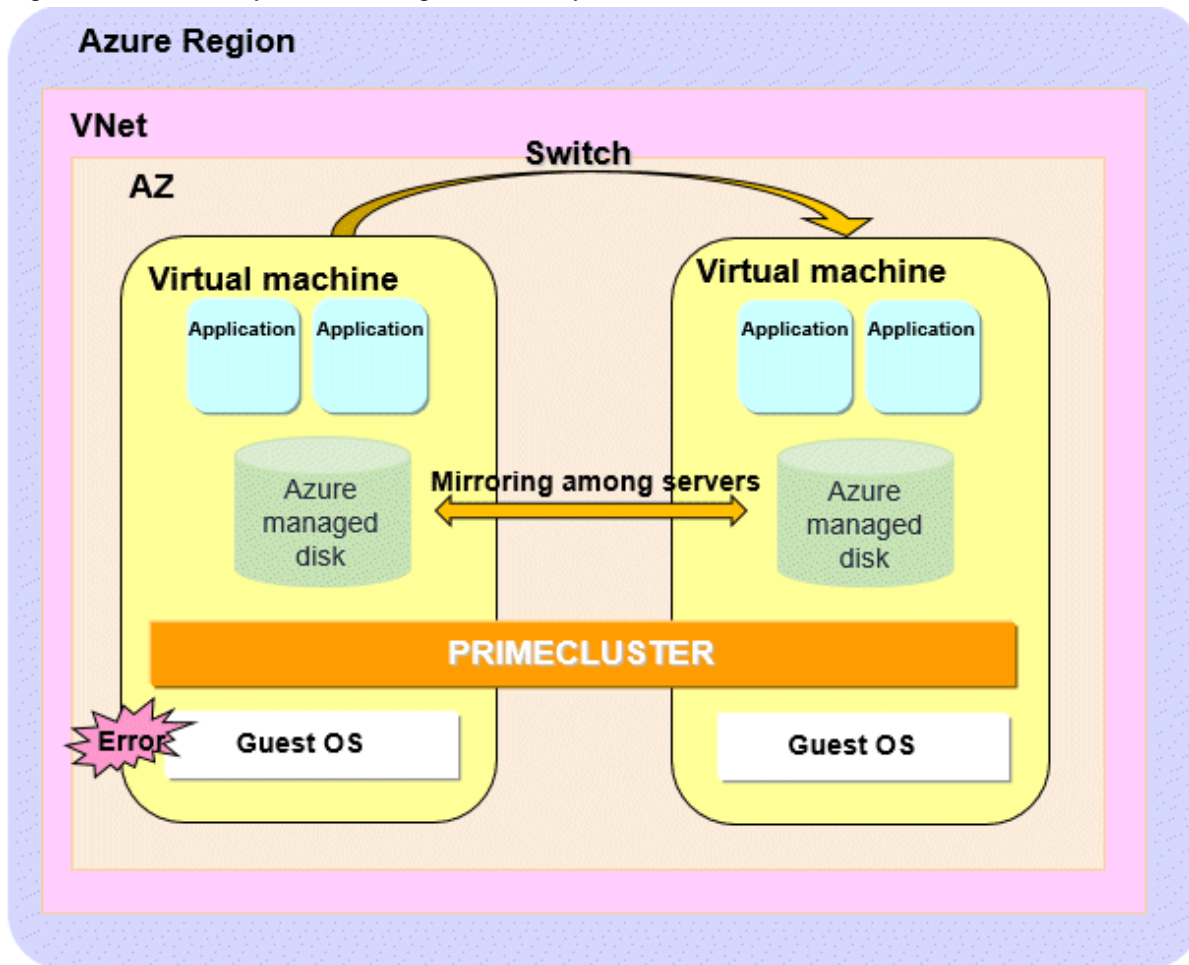 Azure Region
VNet
Switch
AZ
Virtual machine
Virtual machine
Application Application
Application Application
Mirroring among servers
Azure
managed
disk
Azure
managed
disk
PRIMECLUSTER
Error
Guest OS
Guest OS